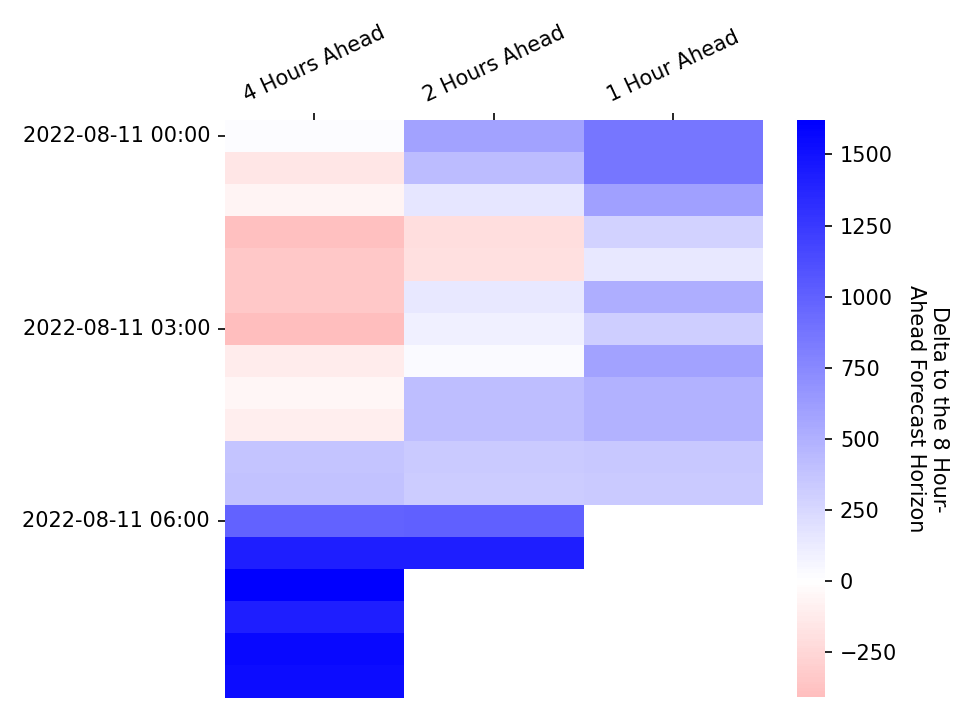 4 Hours Ahead
2 Hours Ahead
1 Hour Ahead
2022-08-11 00:00
2022-08-11 03:00
2022-08-11 06:00
1500
1250
1000
750
500
250
0
−250
Delta to the 8 Hour-
Ahead Forecast Horizon